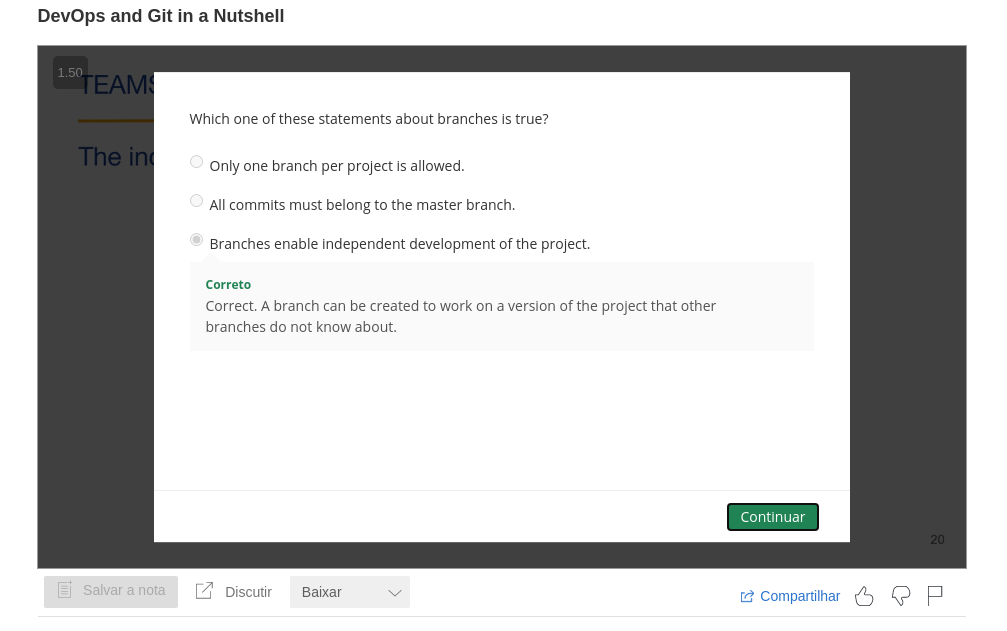 DevOps and Git in a Nutshell
1.50
TEAMS
The inc
Which one of these statements about branches is true?
Only one branch per project is allowed.
All commits must belong to the master branch.
Branches enable independent development of the project.
Correto
Correct. A branch can be created to work on a version of the project that other
branches do not know about.
Continuar
20
Salvar a nota
Discutir
Baixar
Compartilhar